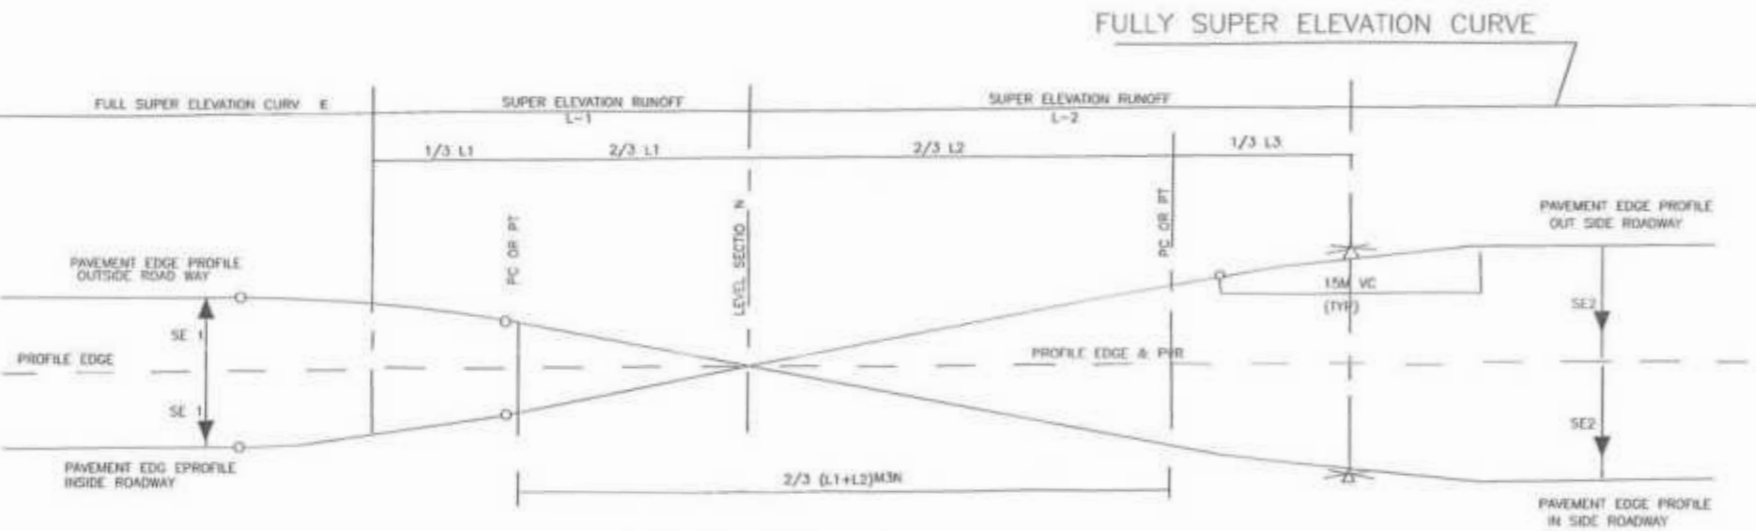 FULLY SUPER ELEVATION CURVE
FULL SUPER ELEVATION CURV E
SUPER ELEVATION RUNOFF
L-1
SUPER ELEVATION RUNOFF
L-2
1/3 L1
2/3 L1
2/3 L2
1/3 L3
PC OR PT
LEVEL SECTIO N
PC OR PT
PAVEMENT EDGE PROFILE
OUT SIDE ROADWAY
PAVEMENT EDGE PROFILE
OUTSIDE ROAD WAY
15M VC
(TYP)
SE 1
SE2
PROFILE EDGE
PROFILE EDGE & PVR
SE 1
SE2
PAVEMENT EDG EPROFILE
INSIDE ROADWAY
2/3 (L1+L2)M3N
PAVEMENT EDGE PROFILE
IN SIDE ROADWAY